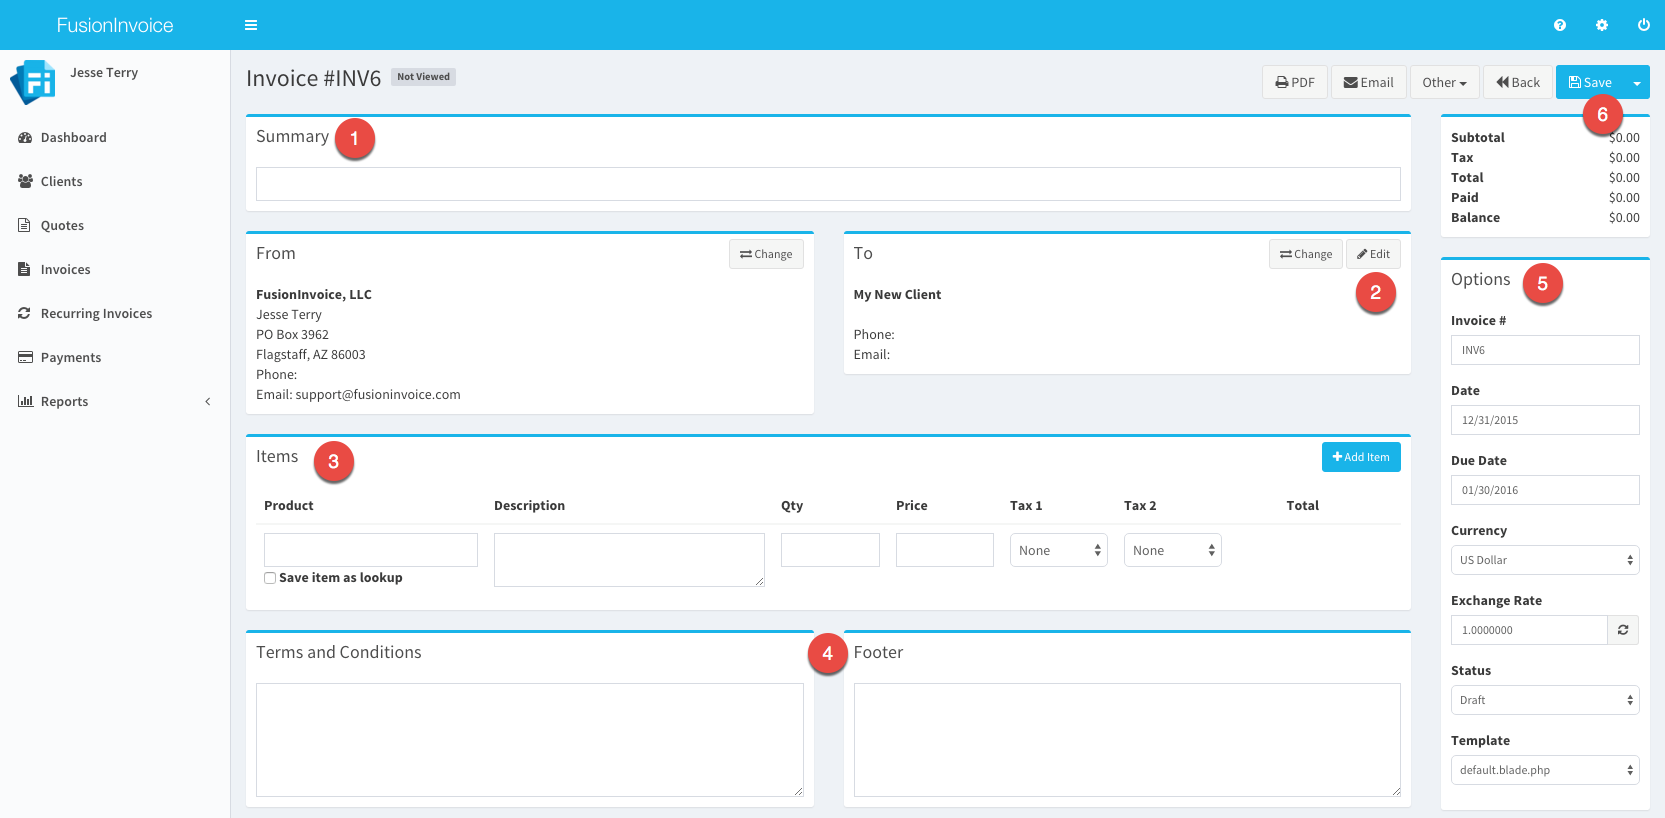 FusionInvoice
Jesse Terry
Dashboard
Clients
Quotes
Invoices
Recurring Invoices
Payments
Reports
Invoice #INV6 Not Viewed
PDF Email Other Back Save
6
Summary 1
From Change
FusionInvoice, LLC
Jesse Terry
PO Box 3962
Flagstaff, AZ 86003
Phone:
Email: support@fusioninvoice.com
To Change Edit
2
My New Client
Phone:
Email:
Items 3 Add Item
Product Description Qty Price Tax 1 Tax 2 Total
None None
Save item as lookup
Terms and Conditions
4
Footer
Subtotal $0.00
Tax $0.00
Total $0.00
Paid $0.00
Balance $0.00
Options 5
Invoice #
INV6
Date
12/31/2015
Due Date
01/30/2016
Currency
US Dollar
Exchange Rate
1.0000000
Status
Draft
Template
default.blade.php